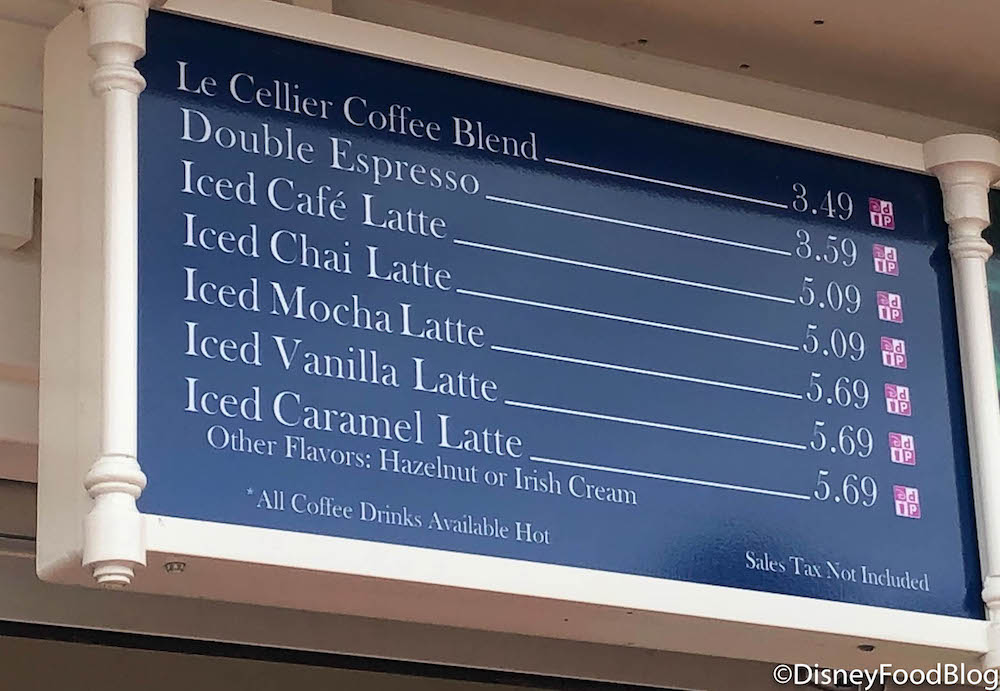 Le Cellier Coffee Blend 3.49
Double Espresso 3.59
Iced Café Latte 5.09
Iced Chai Latte 5.09
Iced Mocha Latte 5.69
Iced Vanilla Latte 5.69
Iced Caramel Latte 5.69
Other Flavors: Hazelnut or Irish Cream
*All Coffee Drinks Available Hot
Sales Tax Not Included
©DisneyFoodBlog